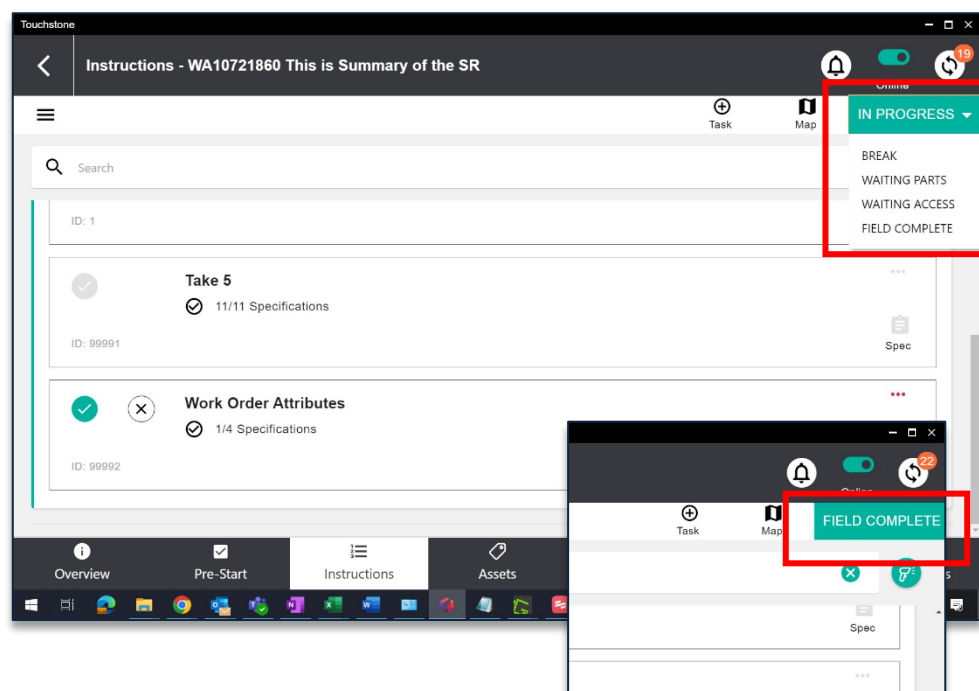 Touchstone
Instructions - WA10721860 This is Summary of the SR
19
Task
Map
IN PROGRESS
Search
BREAK
WAITING PARTS
WAITING ACCESS
FIELD COMPLETE
ID: 1
Take 5
11/11 Specifications
ID: 99991
Spec
Work Order Attributes
1/4 Specifications
ID: 99992
22
Task
Map
FIELD COMPLETE
Overview
Pre-Start
Instructions
Assets
Spec